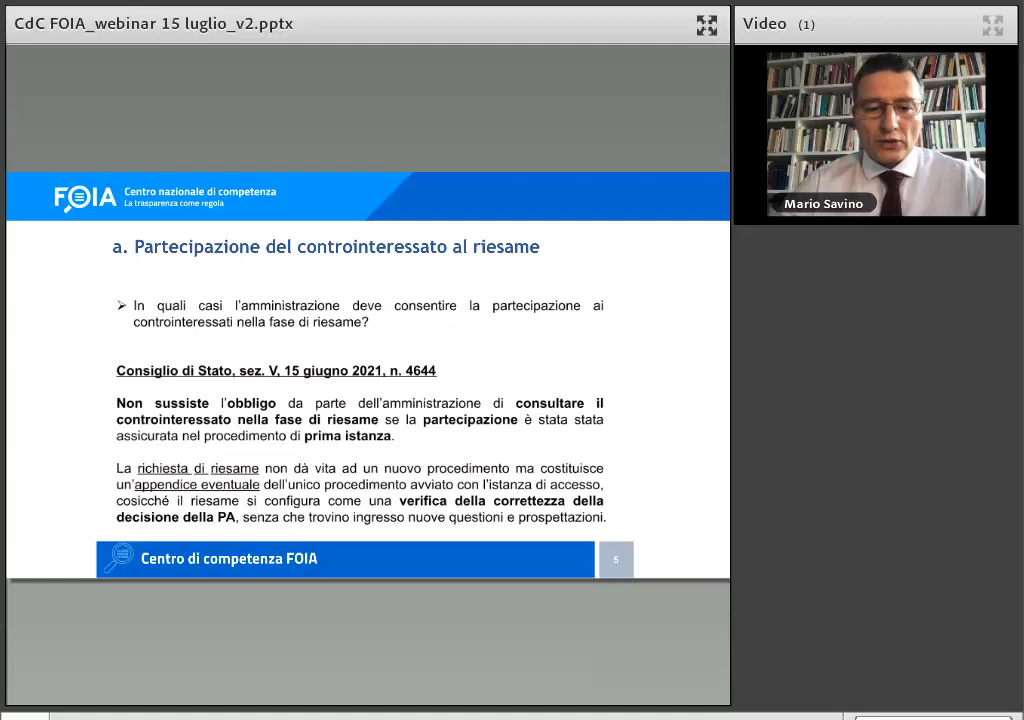 CdC FOIA_webinar 15 luglio_v2.pptx
Video (1)
Mario Savino
FOIA Centro nazionale di competenza
La trasparenza come regola
a. Partecipazione del controinteressato al riesame
➢ In quali casi l’amministrazione deve consentire la partecipazione ai
controinteressati nella fase di riesame?
Consiglio di Stato, sez. V, 15 giugno 2021, n. 4644
Non sussiste l’obbligo da parte dell’amministrazione di consultare il
controinteressato nella fase di riesame se la partecipazione è stata stata
assicurata nel procedimento di prima istanza.
La richiesta di riesame non dà vita ad un nuovo procedimento ma costituisce
un’appendice eventuale dell’unico procedimento avviato con l’istanza di accesso,
cosicché il riesame si configura come una verifica della correttezza della
decisione della PA, senza che trovino ingresso nuove questioni e prospettazioni.
Centro di competenza FOIA
5